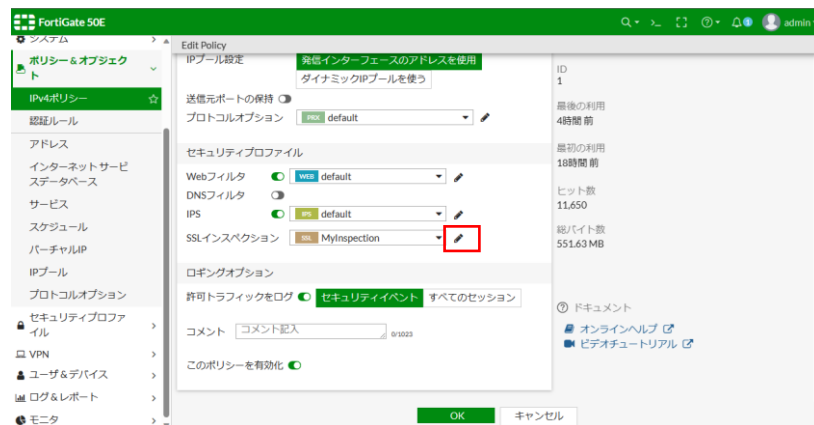 FortiGate 50E
admin
システム
Edit Policy
ポリシー＆オブジェク
ト
IPv4ポリシー
認証ルール
アドレス
インターネットサービ
スデータベース
サービス
スケジュール
バーチャルIP
IPプール
プロトコルオプション
セキュリティプロファ
イル
VPN
ユーザ＆デバイス
ログ＆レポート
モニタ
IPプール設定 発信インターフェースのアドレスを使用
ダイナミックIPプールを使う
送信元ポートの保持
プロトコルオプション PRX default
セキュリティプロファイル
Webフィルタ WEB default
DNSフィルタ
IPS IPS default
SSLインスペクション SSL MyInspection
ロギングオプション
許可トラフィックをログ セキュリティイベント すべてのセッション
コメント コメント記入 0/1023
このポリシーを有効化
OK キャンセル
ID
1
最後の利用
4時間 前
最初の利用
18時間 前
ヒット数
11,650
総バイト数
551.63 MB
ドキュメント
オンラインヘルプ
ビデオチュートリアル